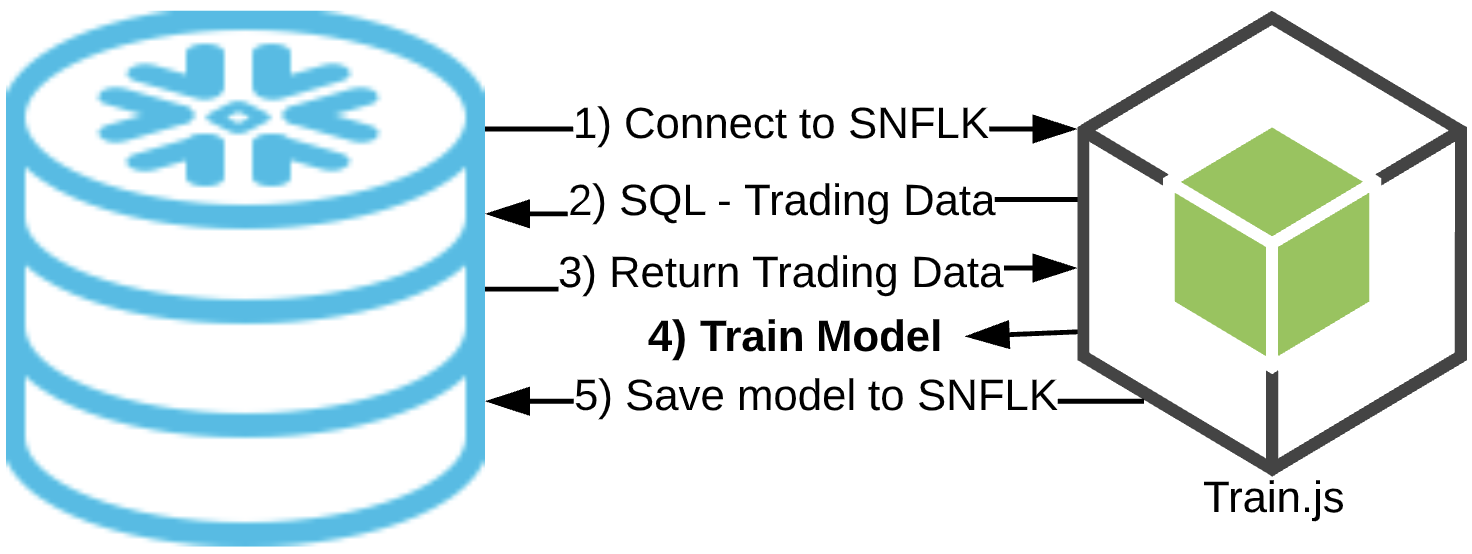 1) Connect to SNFLK
2) SQL - Trading Data
3) Return Trading Data
4) Train Model
5) Save model to SNFLK
Train.js